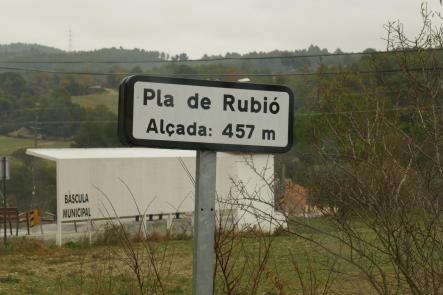 Pla de Rubió
Alçada: 457 m
BÀSCULA
MUNICIPAL